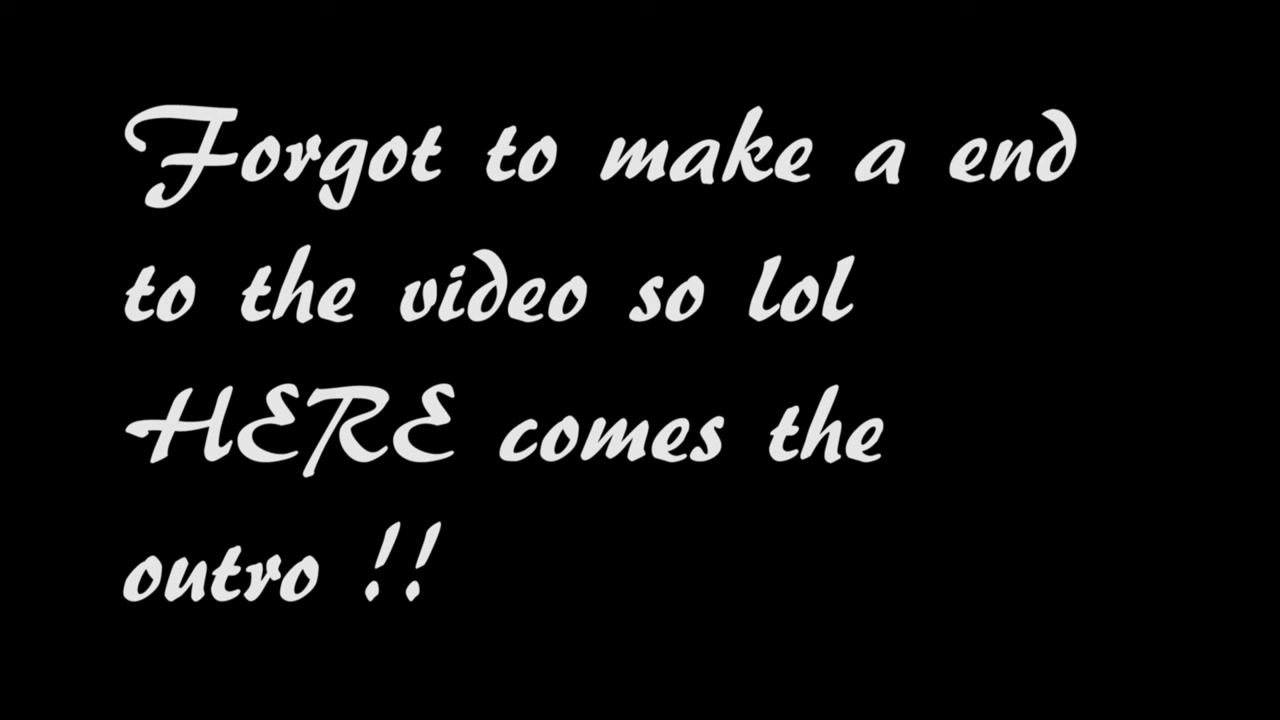 Forgot to make a end
to the video so lol
HERE comes the
outro !!